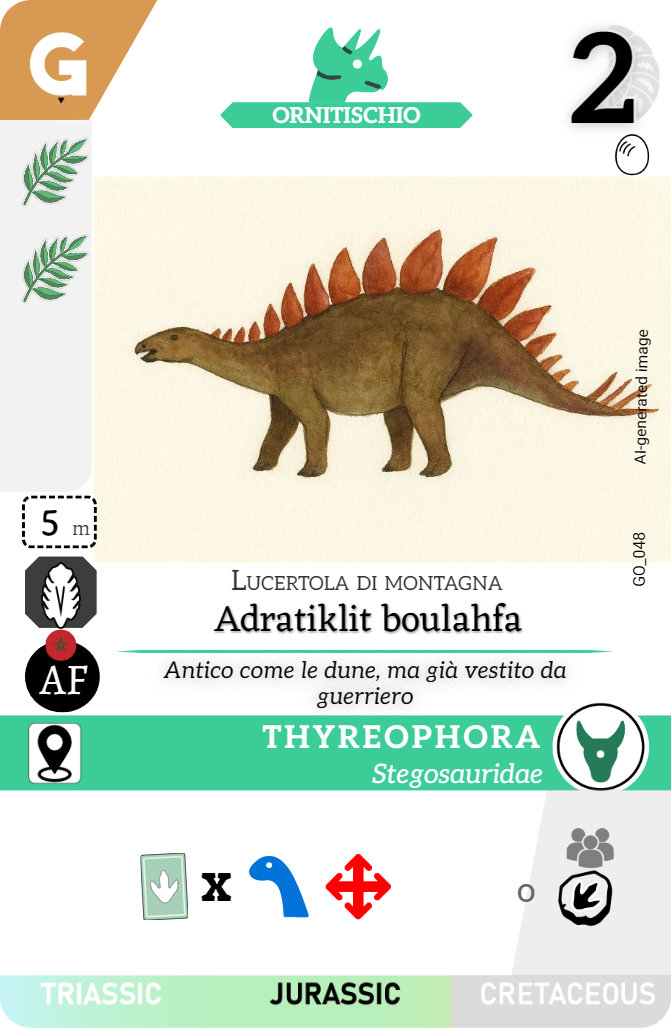 G
ORNITISCHIO
2
AI-generated image
GO_048
5 m
Lucertola di montagna
Adratiklit boulahfa
AF
Antico come le dune, ma già vestito da
guerriero
THYREOPHORA
Stegosauridae
x
o
TRIASSIC JURASSIC CRETACEOUS